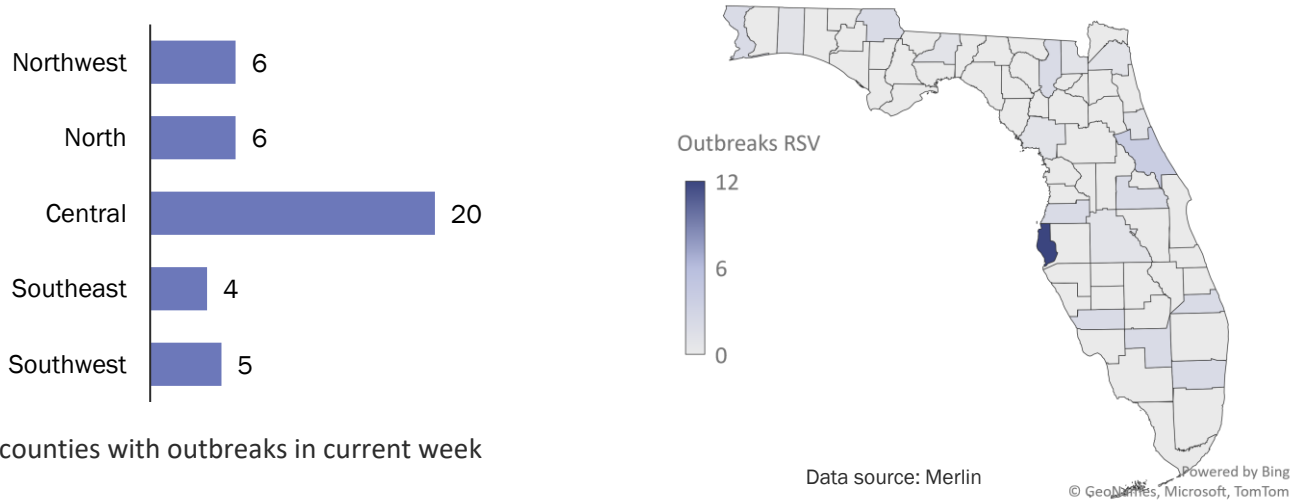 Northwest 6
North 6
Central 20
Southeast 4
Southwest 5
counties with outbreaks in current week
Outbreaks RSV
12
6
0
Data source: Merlin
Powered by Bing
© GeoNames, Microsoft, TomTom